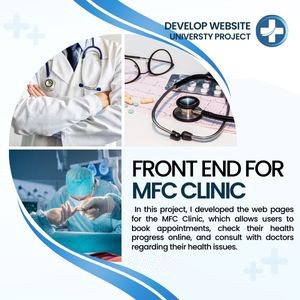 DEVELOP WEBSITE
UNIVERSTY PROJECT
FRONT END FOR
MFC CLINIC
In this project, I developed the web pages
for the MFC Clinic, which allows users to
book appointments, check their health
progress online, and consult with doctors
regarding their health issues.